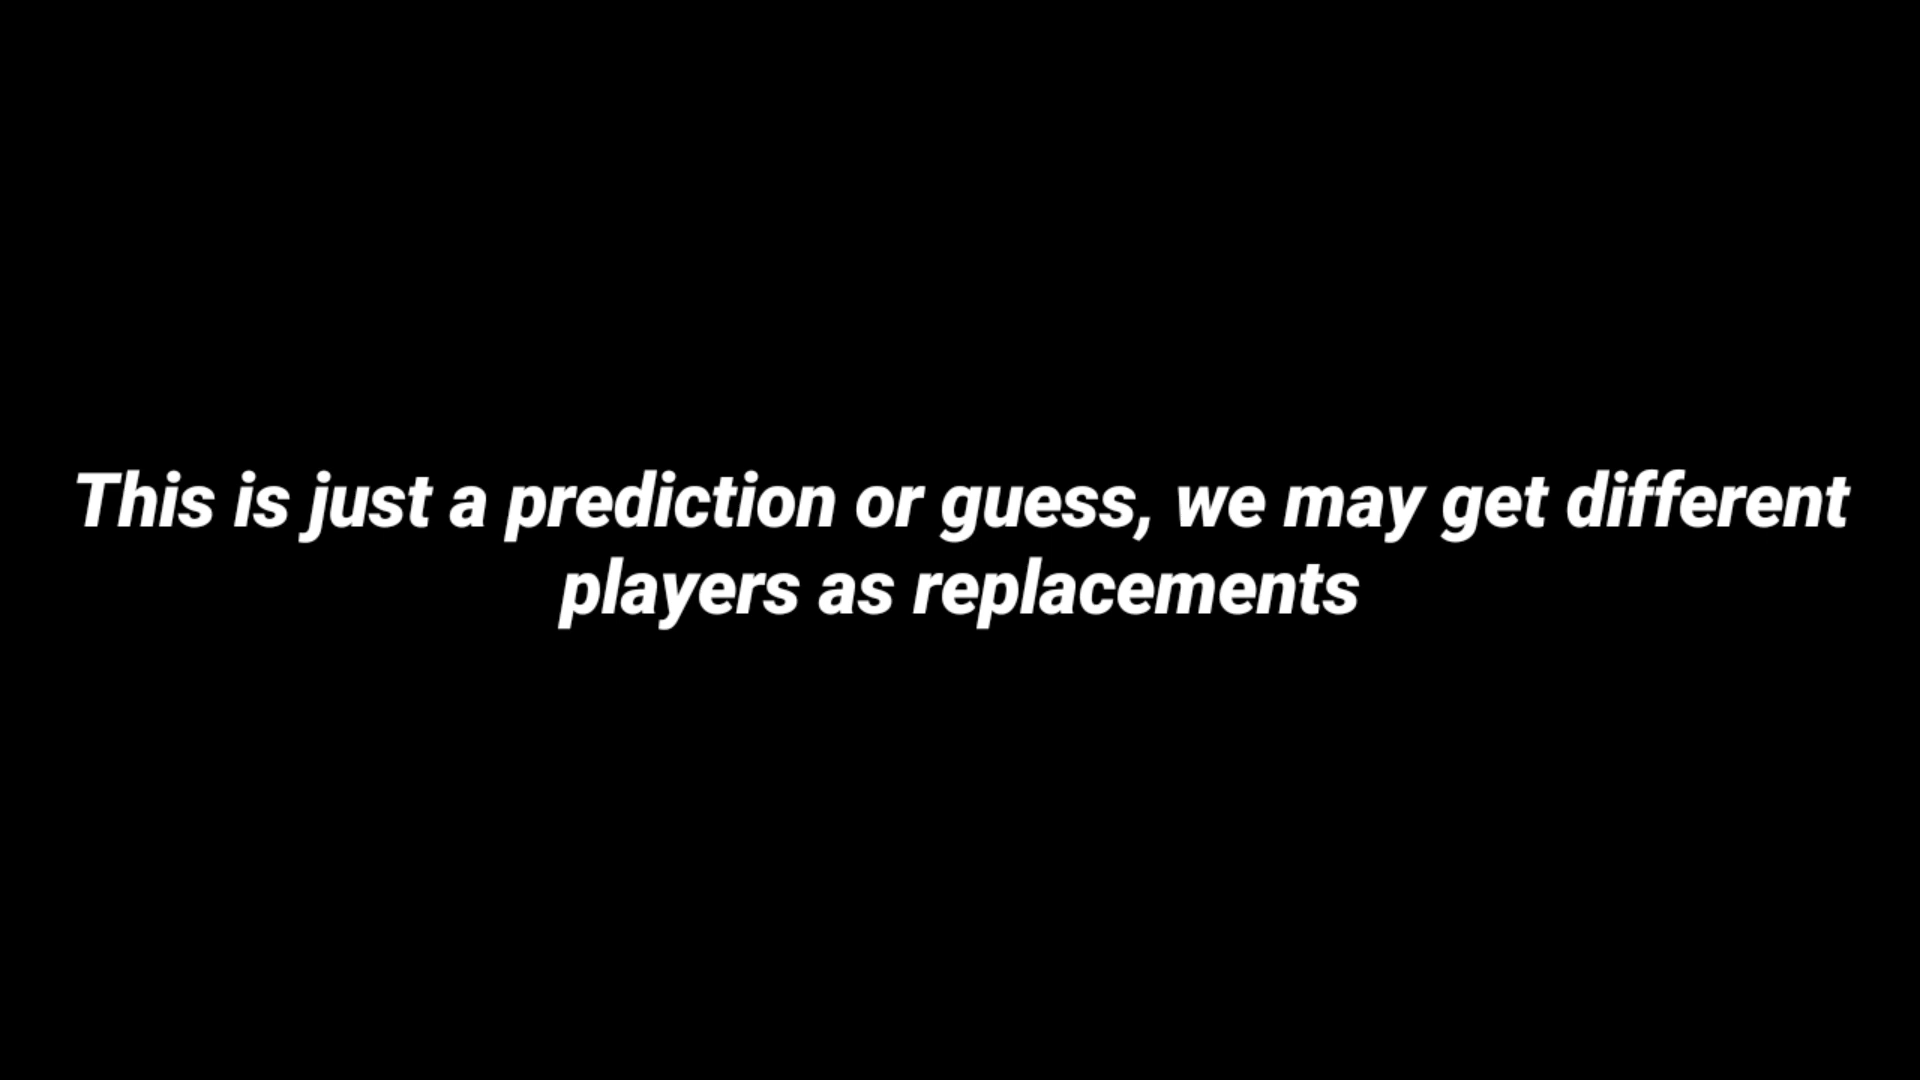 This is just a prediction or guess, we may get different
players as replacements